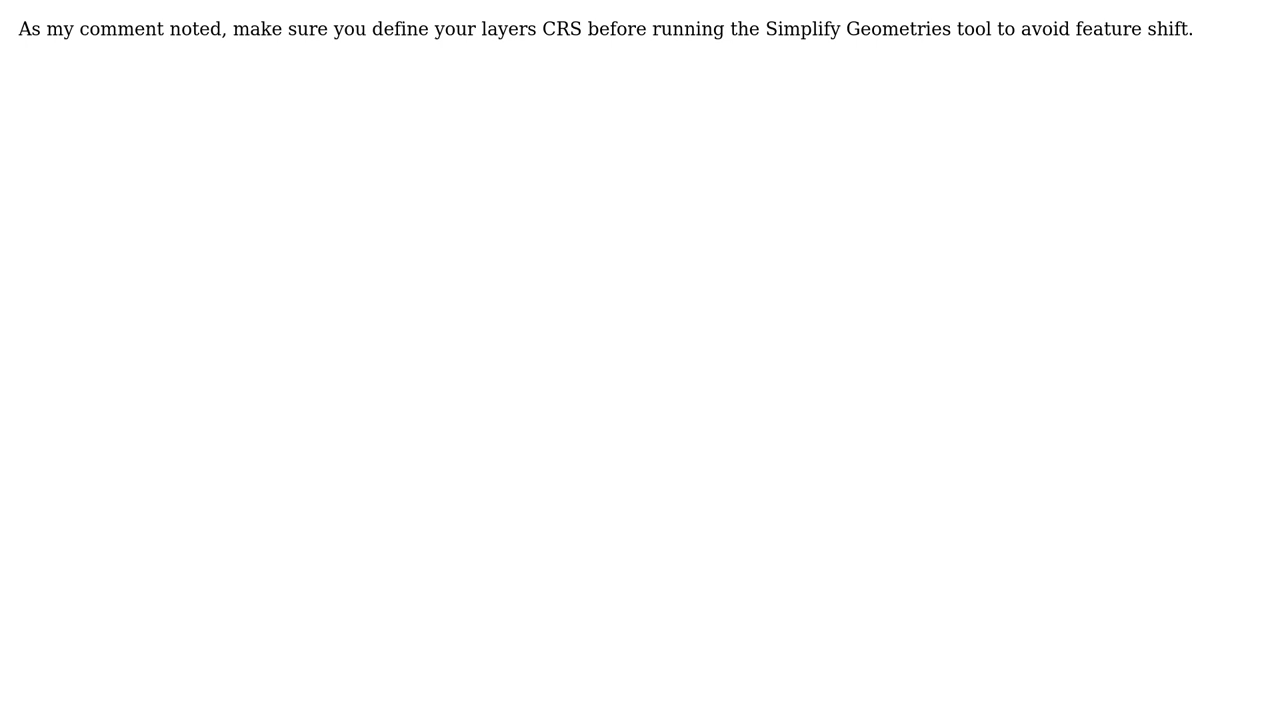 As my comment noted, make sure you define your layers CRS before running the Simplify Geometries tool to avoid feature shift.